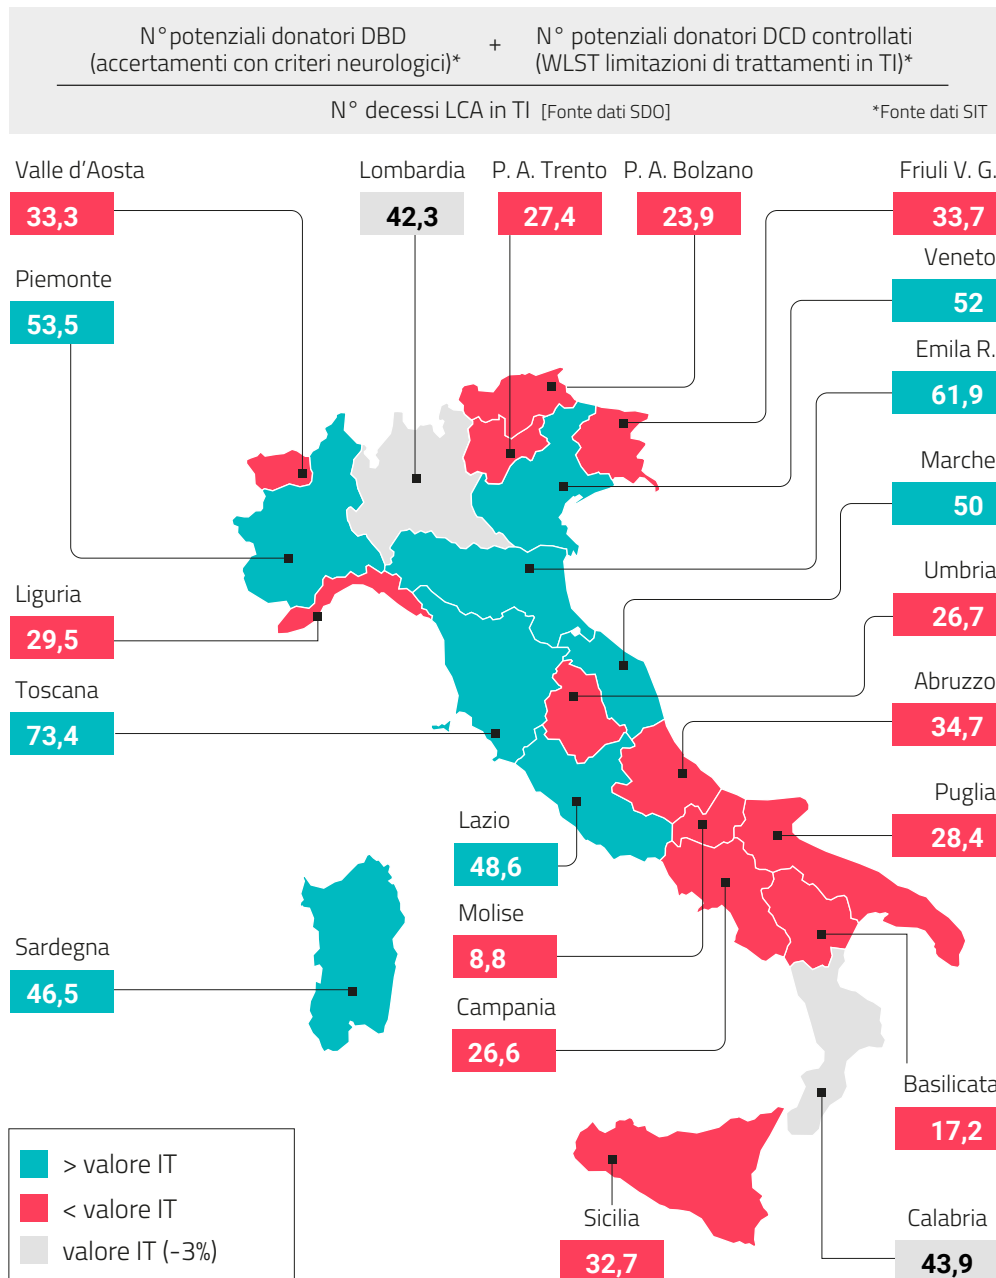 N°potenziali donatori DBD
(accertamenti con criteri neurologici)*
+
N° potenziali donatori DCD controllati
(WLST limitazioni di trattamenti in TI)*
N° decessi LCA in TI [Fonte dati SDO]
*Fonte dati SIT
Valle d'Aosta
33,3
Lombardia
42,3
P. A. Trento
27,4
P. A. Bolzano
23,9
Friuli V. G.
33,7
Piemonte
53,5
Veneto
52
Emila R.
61,9
Marche
50
Liguria
29,5
Umbria
26,7
Toscana
73,4
Abruzzo
34,7
Puglia
28,4
Lazio
48,6
Molise
8,8
Sardegna
46,5
Campania
26,6
Basilicata
17,2
Sicilia
32,7
Calabria
43,9
> valore IT
< valore IT
valore IT (-3%)